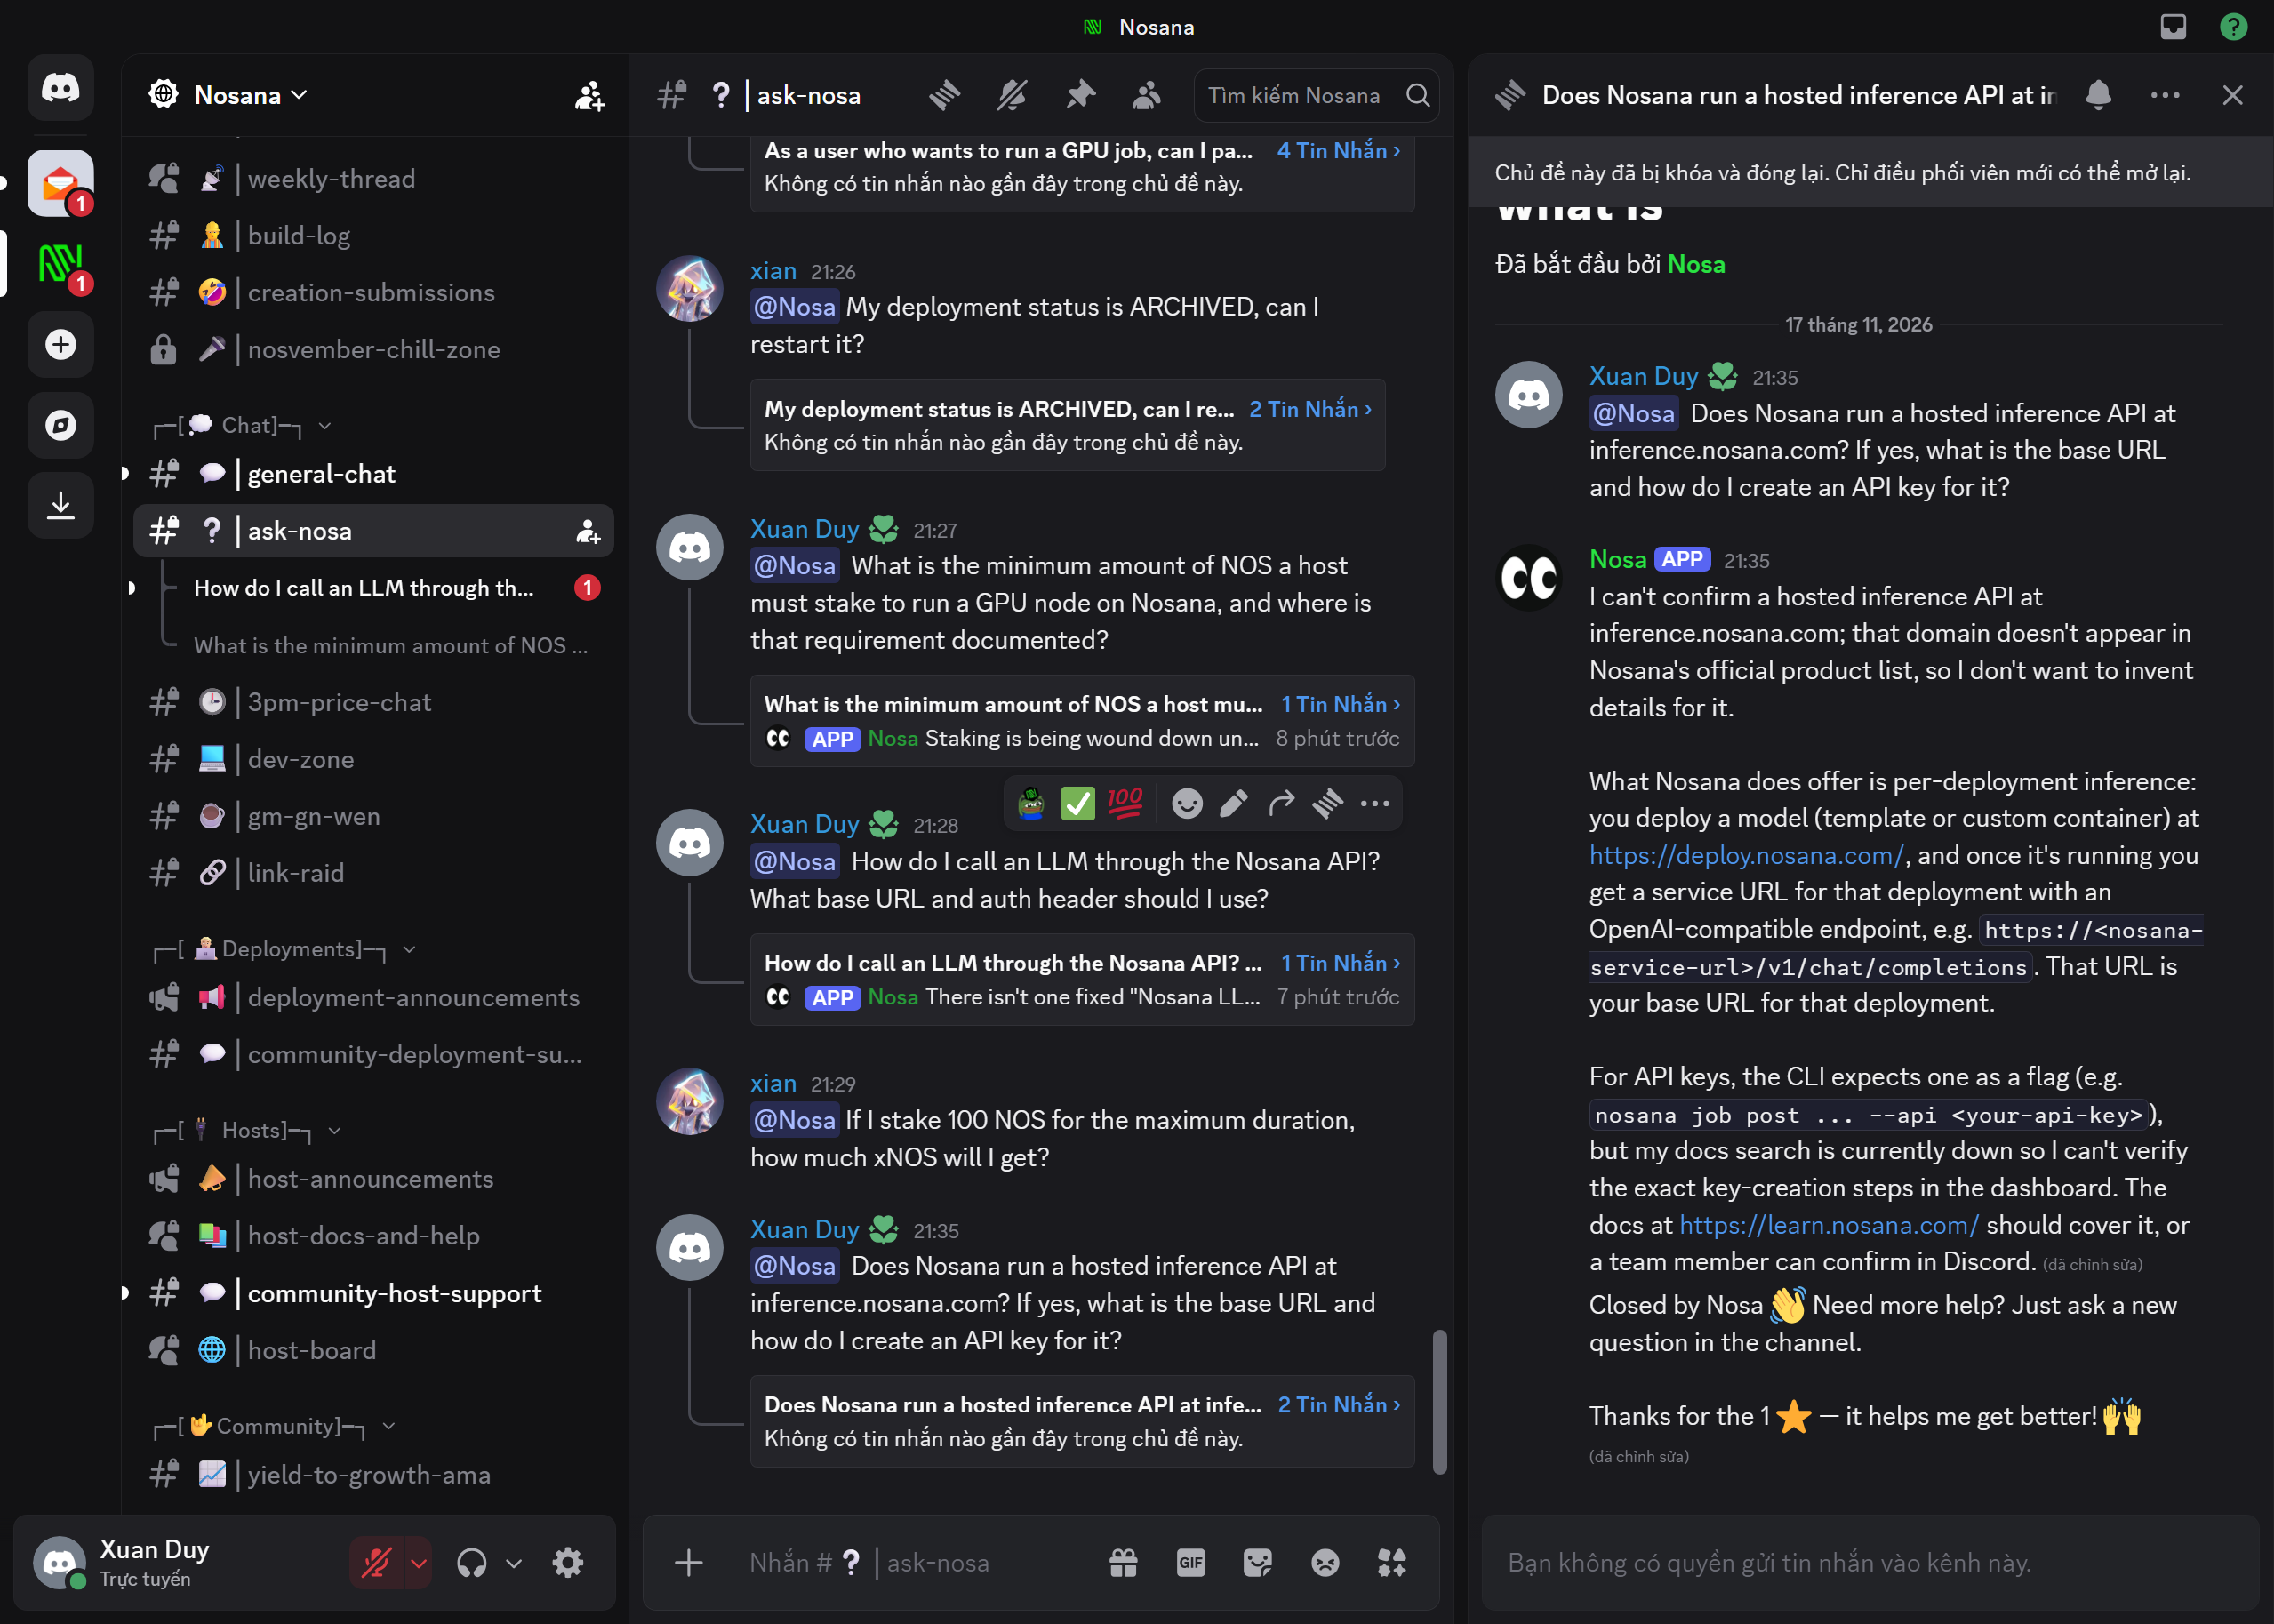 Nosana
Nosana
weekly-thread
build-log
creation-submissions
nosvember-chill-zone
Chat
general-chat
ask-nosa
How do I call an LLM through th...
1
What is the minimum amount of NOS ...
3pm-price-chat
dev-zone
gm-gn-wen
link-raid
Deployments
deployment-announcements
community-deployment-su...
Hosts
host-announcements
host-docs-and-help
community-host-support
host-board
Community
yield-to-growth-ama
1
1
Xuan Duy
Trực tuyến
ask-nosa
Tìm kiếm Nosana
As a user who wants to run a GPU job, can I pa... 4 Tin Nhắn ›
Không có tin nhắn nào gần đây trong chủ đề này.
xian 21:26
@Nosa My deployment status is ARCHIVED, can I
restart it?
My deployment status is ARCHIVED, can I re... 2 Tin Nhắn ›
Không có tin nhắn nào gần đây trong chủ đề này.
Xuan Duy 21:27
@Nosa What is the minimum amount of NOS a host
must stake to run a GPU node on Nosana, and where is
that requirement documented?
What is the minimum amount of NOS a host mu... 1 Tin Nhắn ›
APP Nosa Staking is being wound down un... 8 phút trước
100
Xuan Duy 21:28
@Nosa How do I call an LLM through the Nosana API?
What base URL and auth header should I use?
How do I call an LLM through the Nosana API? ... 1 Tin Nhắn ›
APP Nosa There isn't one fixed "Nosana LL... 7 phút trước
xian 21:29
@Nosa If I stake 100 NOS for the maximum duration,
how much xNOS will I get?
Xuan Duy 21:35
@Nosa Does Nosana run a hosted inference API at
inference.nosana.com? If yes, what is the base URL and
how do I create an API key for it?
Does Nosana run a hosted inference API at infe... 2 Tin Nhắn ›
Không có tin nhắn nào gần đây trong chủ đề này.
Nhắn # ❓ | ask-nosa
GIF
Does Nosana run a hosted inference API at in
Chủ đề này đã bị khóa và đóng lại. Chỉ điều phối viên mới có thể mở lại.
what is
Đã bắt đầu bởi Nosa
17 tháng 11, 2026
Xuan Duy 21:35
@Nosa Does Nosana run a hosted inference API at
inference.nosana.com? If yes, what is the base URL
and how do I create an API key for it?
Nosa APP 21:35
I can't confirm a hosted inference API at
inference.nosana.com; that domain doesn't appear in
Nosana's official product list, so I don't want to invent
details for it.
What Nosana does offer is per-deployment inference:
you deploy a model (template or custom container) at
https://deploy.nosana.com/, and once it's running you
get a service URL for that deployment with an
OpenAI-compatible endpoint, e.g. https://<nosana-
service-url>/v1/chat/completions. That URL is
your base URL for that deployment.
For API keys, the CLI expects one as a flag (e.g.
nosana job post ... --api <your-api-key>),
but my docs search is currently down so I can't verify
the exact key-creation steps in the dashboard. The
docs at https://learn.nosana.com/ should cover it, or
a team member can confirm in Discord. (đã chỉnh sửa)
Closed by Nosa 👋 Need more help? Just ask a new
question in the channel.
Thanks for the 1 ⭐ — it helps me get better! 🙌
(đã chỉnh sửa)
Bạn không có quyền gửi tin nhắn vào kênh này.